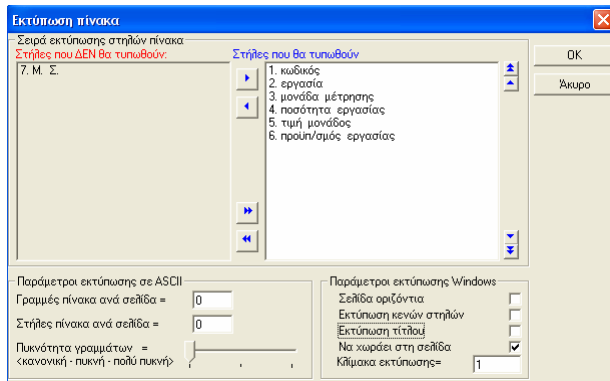 Εκτύπωση πίνακα
Σειρά εκτύπωσης στηλών πίνακα
Στήλες που ΔΕΝ θα τυπωθούν:
7. Μ. Σ.
Στήλες που θα τυπωθούν
1. κωδικός
2. εργασία
3. μονάδα μέτρησης
4. ποσότητα εργασίας
5. τιμή μονάδος
6. προϋπ/σμός εργασίας
OK
Άκυρο
Παράμετροι εκτύπωσης σε ASCII
Γραμμές πίνακα ανά σελίδα = 0
Στήλες πίνακα ανά σελίδα = 0
Πυκνότητα γραμμάτων =
<κανονική - πυκνή - πολύ πυκνή>
Παράμετροι εκτύπωσης Windows
Σελίδα οριζόντια
Εκτύπωση κενών στηλών
Εκτύπωση τίτλου
Να χωράει στη σελίδα
Κλίμακα εκτύπωσης= 1